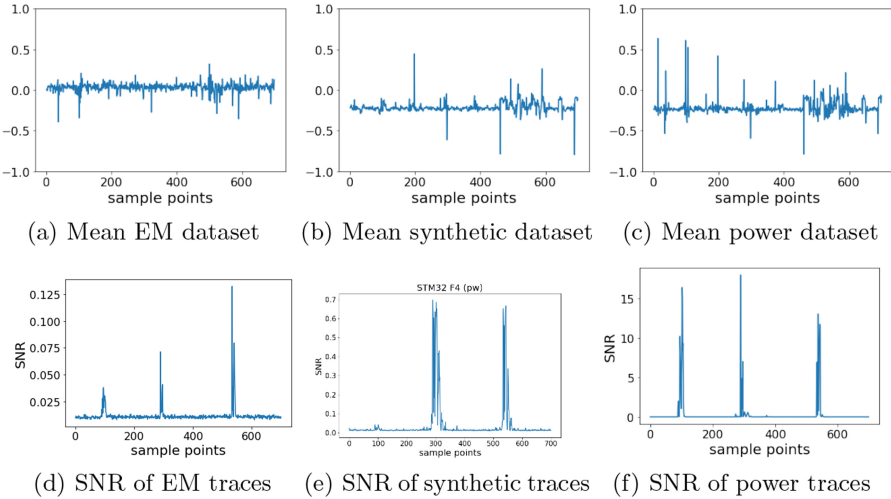 1.0
0.5
0.0
−0.5
−1.0
0 200 400 600
sample points
1.0
0.5
0.0
−0.5
−1.0
0 200 400 600
sample points
1.0
0.5
0.0
−0.5
−1.0
0 200 400 600
sample points
(a) Mean EM dataset
(b) Mean synthetic dataset
(c) Mean power dataset
SNR
0.125
0.100
0.075
0.050
0.025
0 200 400 600
sample points
STM32 F4 (pw)
SNR
0.7
0.6
0.5
0.4
0.3
0.2
0.1
0.0
0 100 200 300 400 500 600 700
sample points
SNR
15
10
5
0
0 200 400 600
sample points
(d) SNR of EM traces
(e) SNR of synthetic traces
(f) SNR of power traces